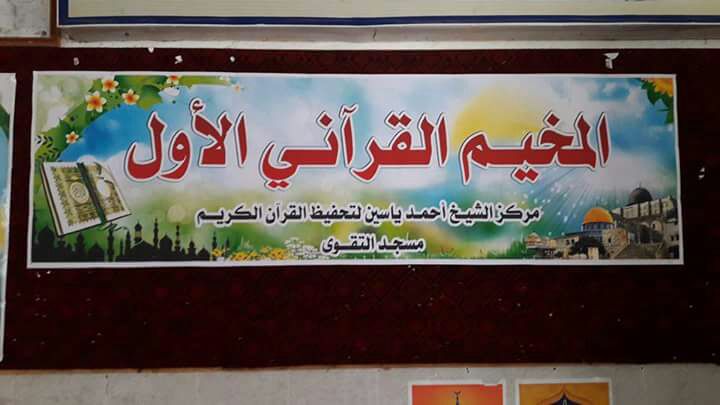 المخيم القرآني الأول
مركز الشيخ أحمد ياسين لتحفيظ القرآن الكريم
مسجد التقوى